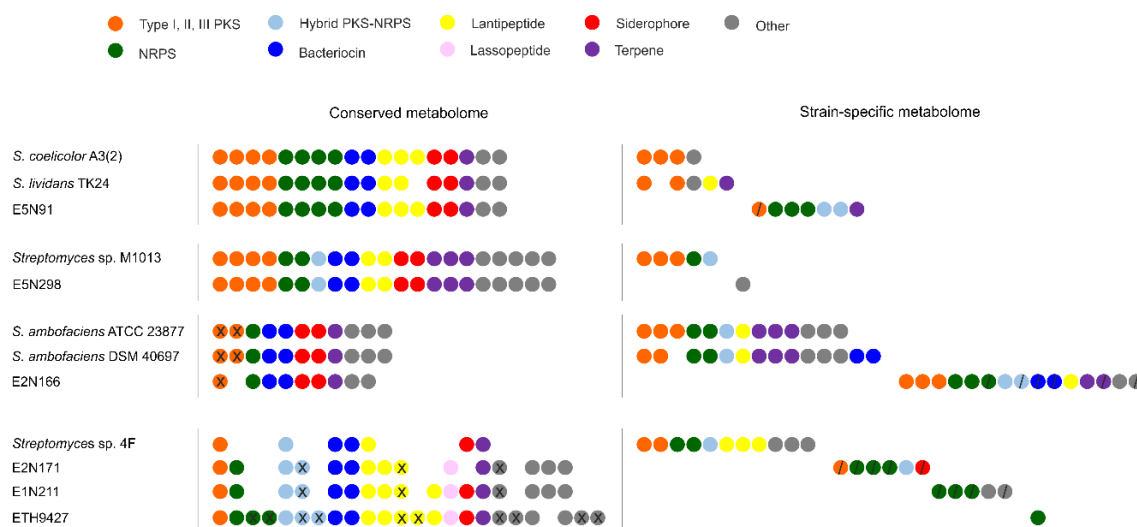 Type I, II, III PKS Hybrid PKS-NRPS Lantipeptide Siderophore Other
NRPS Bacteriocin Lassopeptide Terpene
Conserved metabolome Strain-specific metabolome
S. coelicolor A3(2)
S. lividans TK24
E5N91 /
Streptomyces sp. M1013
E5N298
S. ambofaciens ATCC 23877 X X
S. ambofaciens DSM 40697 X X
E2N166 X / / / / / /
Streptomyces sp. 4F
E2N171 X X X / / / / /
E1N211 X X X / / / /
ETH9427 X X X X X X X X X X